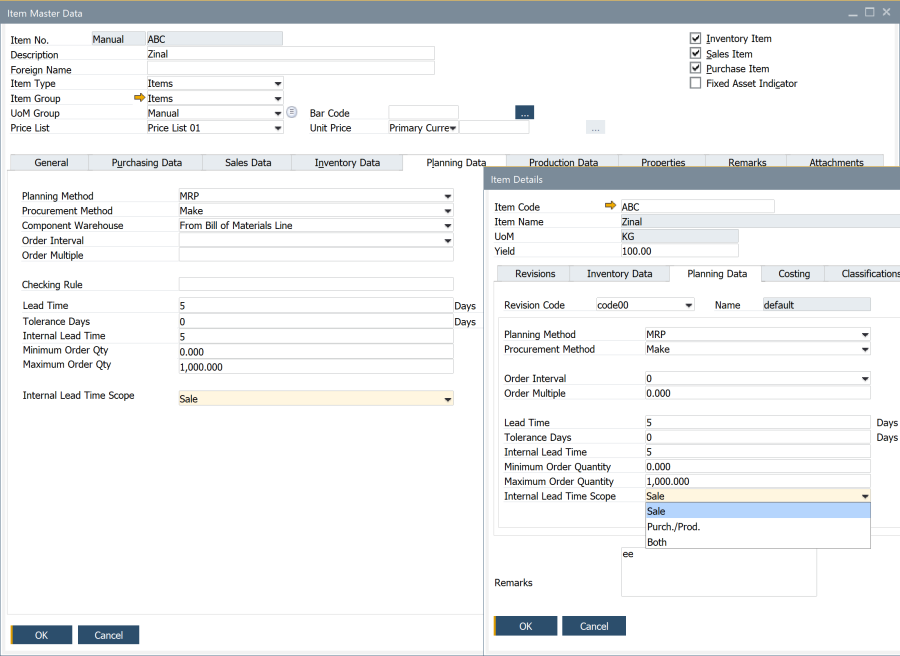 Item Master Data
Item No. Manual ABC
Description Zinal
Foreign Name
Item Type Items
Item Group Items
UoM Group Manual Bar Code ...
Price List Price List 01 Unit Price Primary Curre ...
Inventory Item
Sales Item
Purchase Item
Fixed Asset Indicator
General Purchasing Data Sales Data Inventory Data Planning Data Production Data Properties Remarks Attachments
Planning Method MRP
Procurement Method Make
Component Warehouse From Bill of Materials Line
Order Interval
Order Multiple
Checking Rule
Lead Time 5 Days
Tolerance Days 0 Days
Internal Lead Time 5
Minimum Order Qty 0.000
Maximum Order Qty 1,000.000
Internal Lead Time Scope Sale
OK Cancel
Item Details
Item Code ABC
Item Name Zinal
UoM KG
Yield 100.00
Revisions Inventory Data Planning Data Costing Classifications
Revision Code code00 Name default
Planning Method MRP
Procurement Method Make
Order Interval 0
Order Multiple 0.000
Lead Time 5 Days
Tolerance Days 0 Days
Internal Lead Time 5
Minimum Order Quantity 0.000
Maximum Order Quantity 1,000.000
Internal Lead Time Scope Sale
Sale
Purch./Prod.
Both
ee
Remarks
OK Cancel